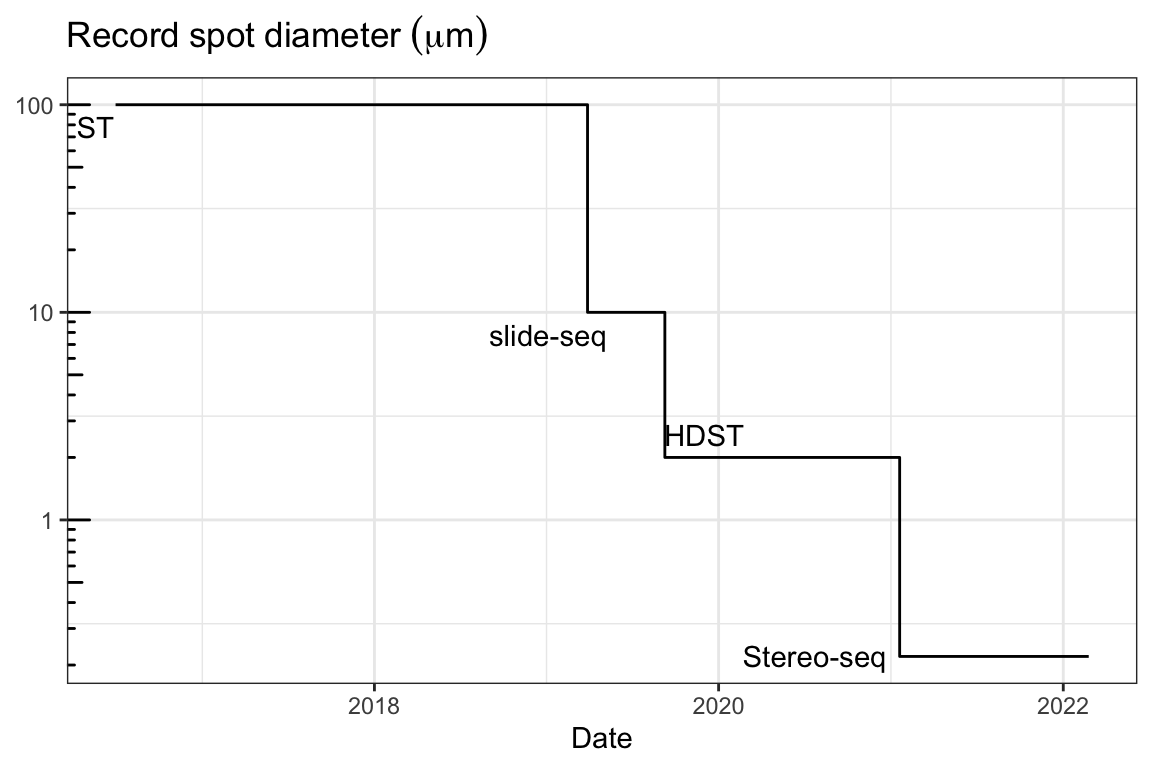 Record spot diameter (μm)
100
ST
10
slide-seq
HDST
1
Stereo-seq
2018
2020
2022
Date